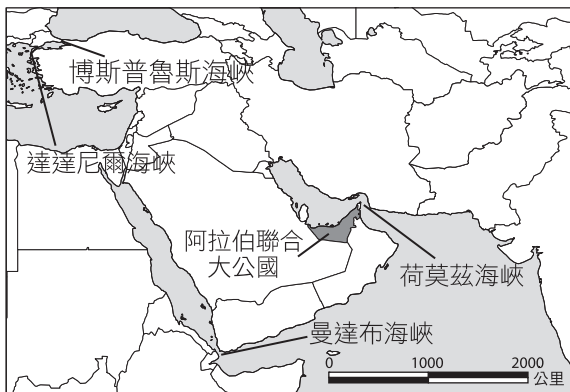 博斯普魯斯海峽
達達尼爾海峽
阿拉伯聯合
大公國
荷莫茲海峽
曼達布海峽
0 1000 2000
公里